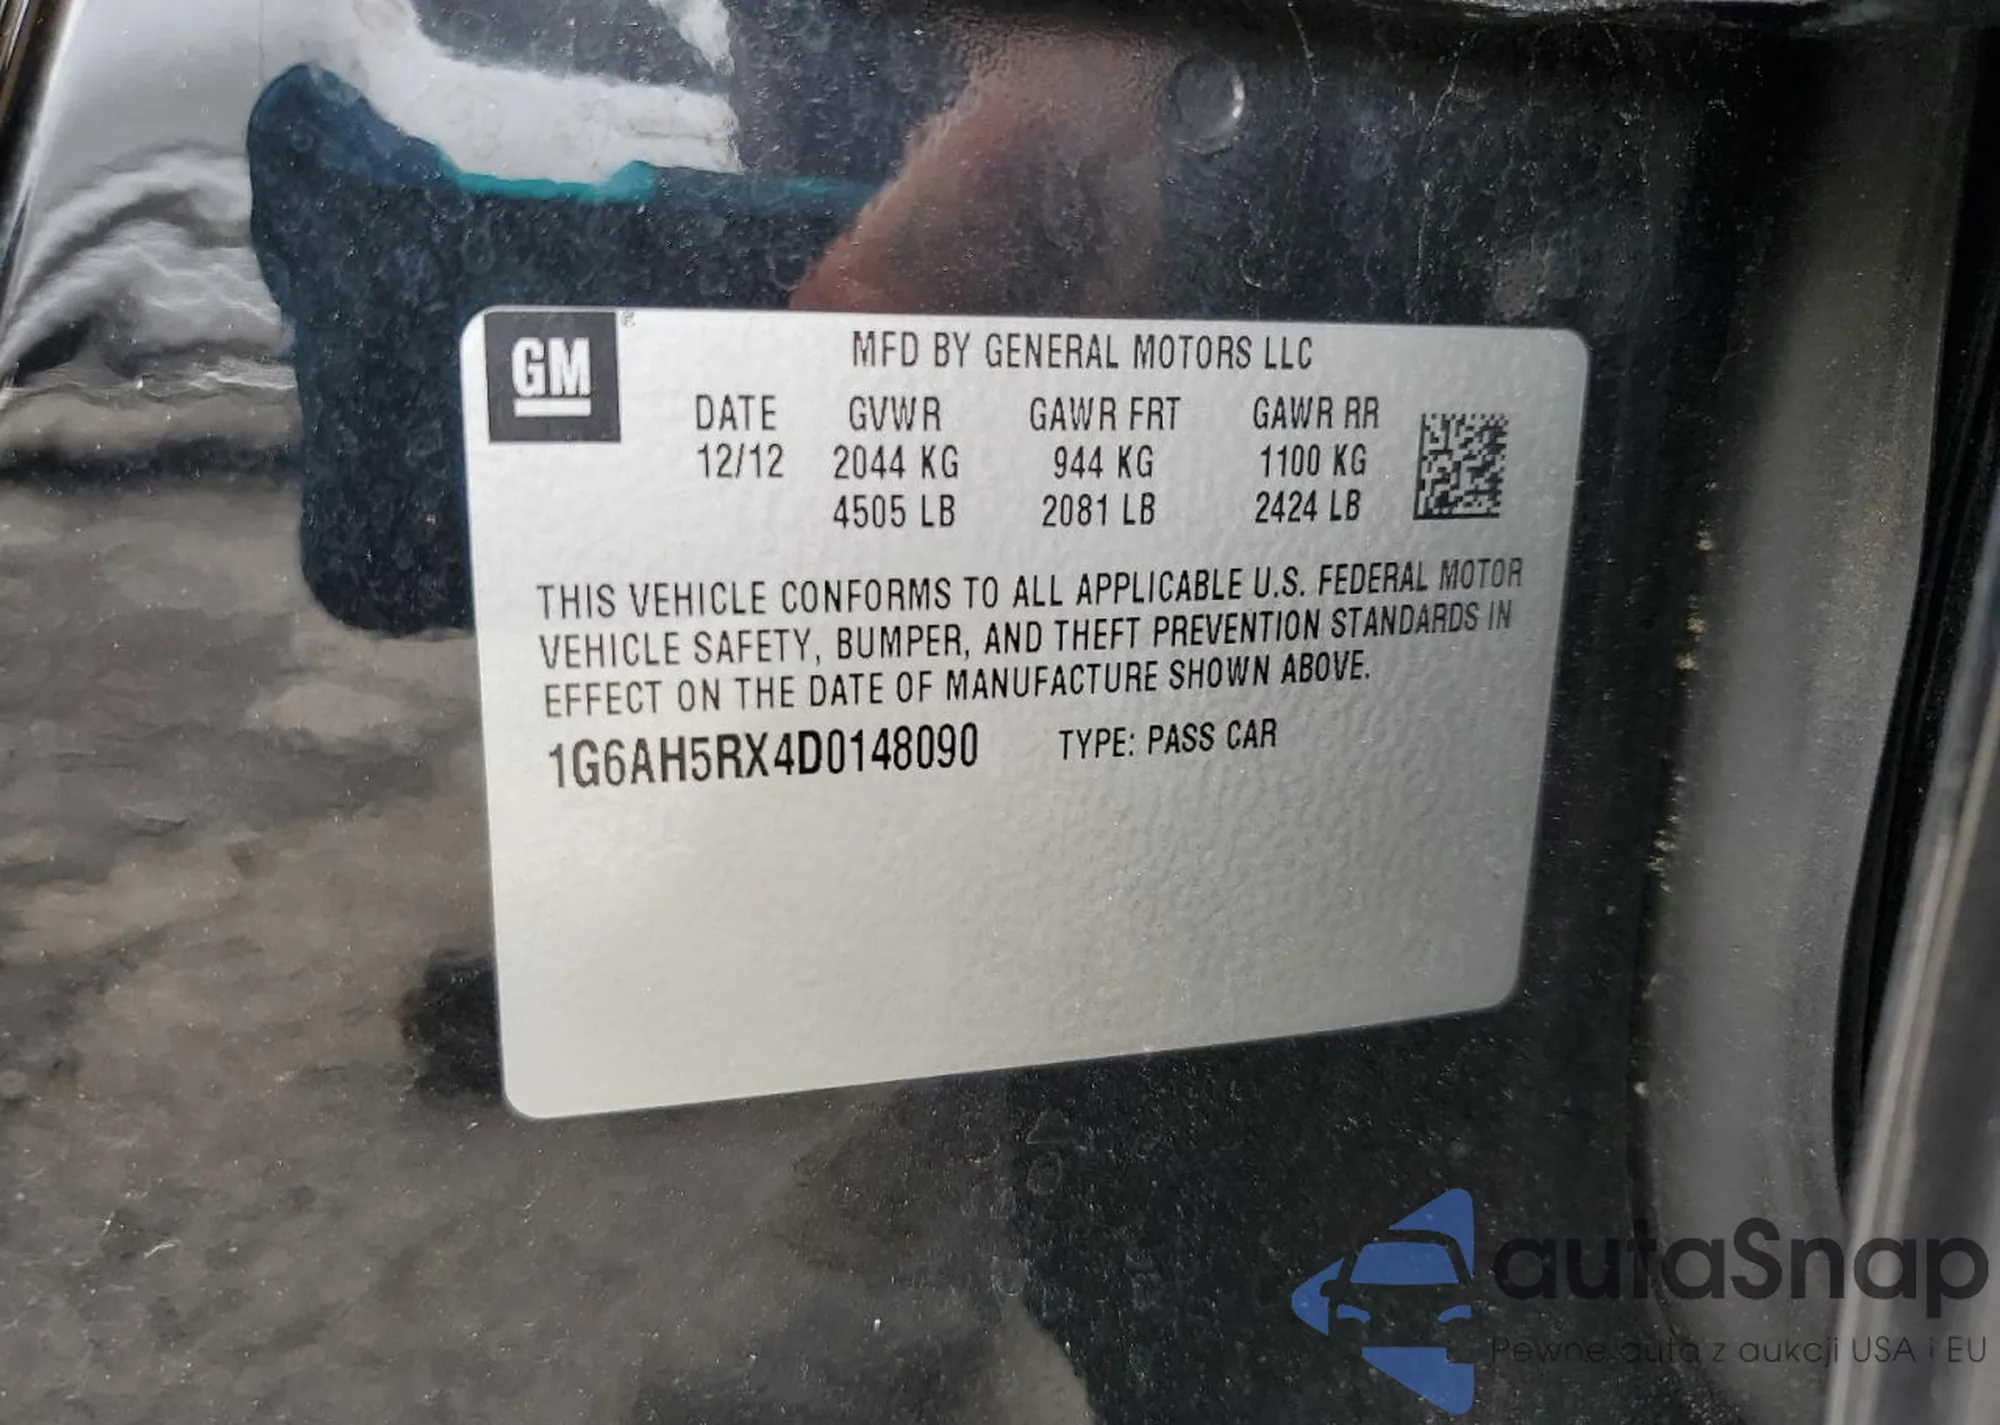 GM
MFD BY GENERAL MOTORS LLC
DATE GVWR GAWR FRT GAWR RR
12/12 2044 KG 944 KG 1100 KG
4505 LB 2081 LB 2424 LB
THIS VEHICLE CONFORMS TO ALL APPLICABLE U.S. FEDERAL MOTOR
VEHICLE SAFETY, BUMPER, AND THEFT PREVENTION STANDARDS IN
EFFECT ON THE DATE OF MANUFACTURE SHOWN ABOVE.
1G6AH5RX4D0148090 TYPE: PASS CAR
autaSnap
Pewne auta z aukcji USA i EU